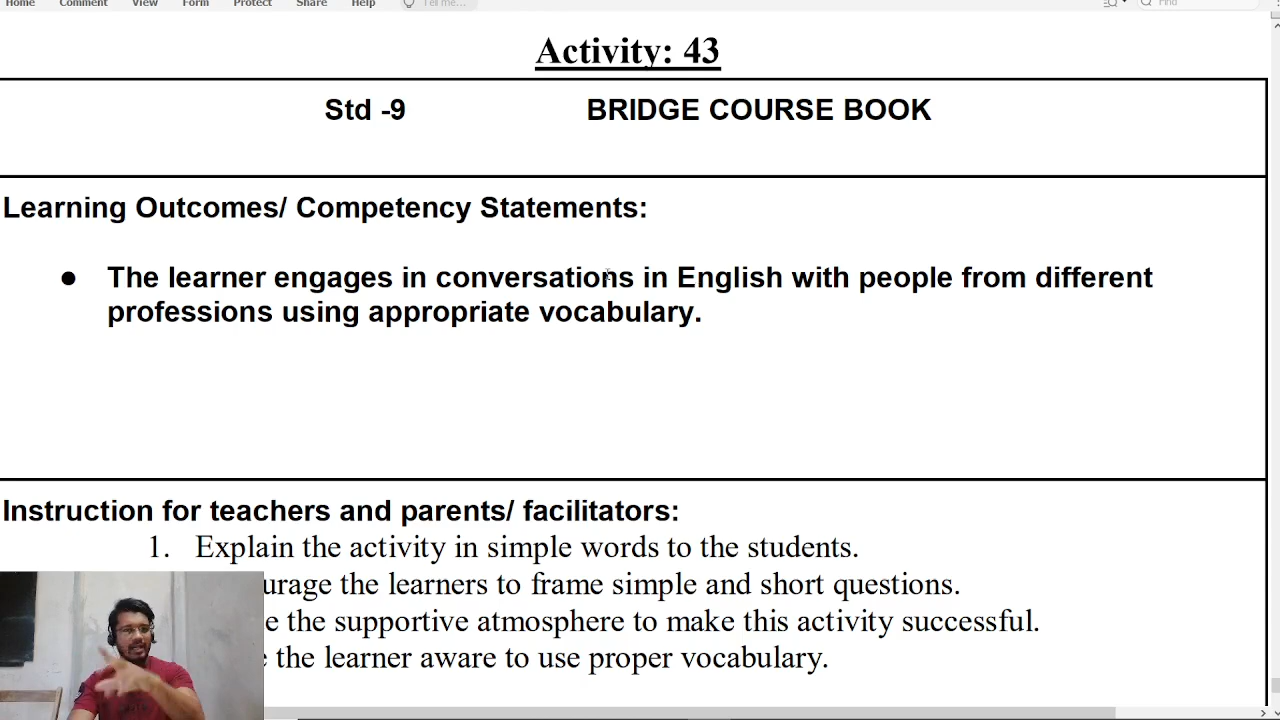 Home Comment View Form Protect Share Help Tell me... Find
Activity: 43
Std -9 BRIDGE COURSE BOOK
Learning Outcomes/ Competency Statements:
● The learner engages in conversations in English with people from different
professions using appropriate vocabulary.
Instruction for teachers and parents/ facilitators:
1. Explain the activity in simple words to the students.
urage the learners to frame simple and short questions.
e the supportive atmosphere to make this activity successful.
e the learner aware to use proper vocabulary.